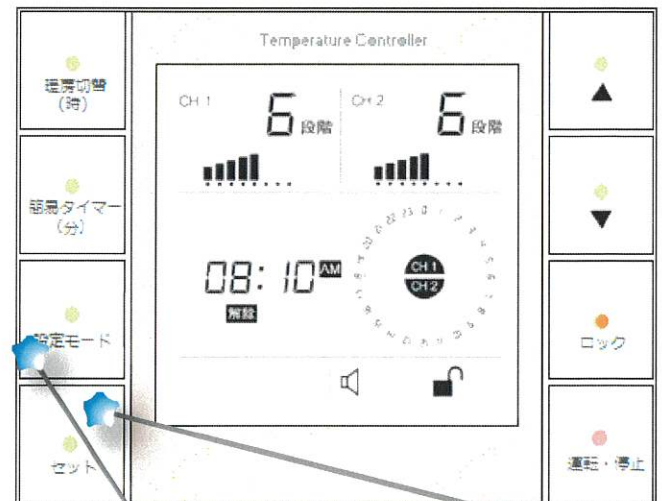 Temperature Controller
暖房切替
(時)
簡易タイマー
(分)
設定モード
セット
CH 1
6 段階
CH 2
6 段階
08:10 AM
解除
CH 1
CH 2
▲
▼
ロック
運転・停止